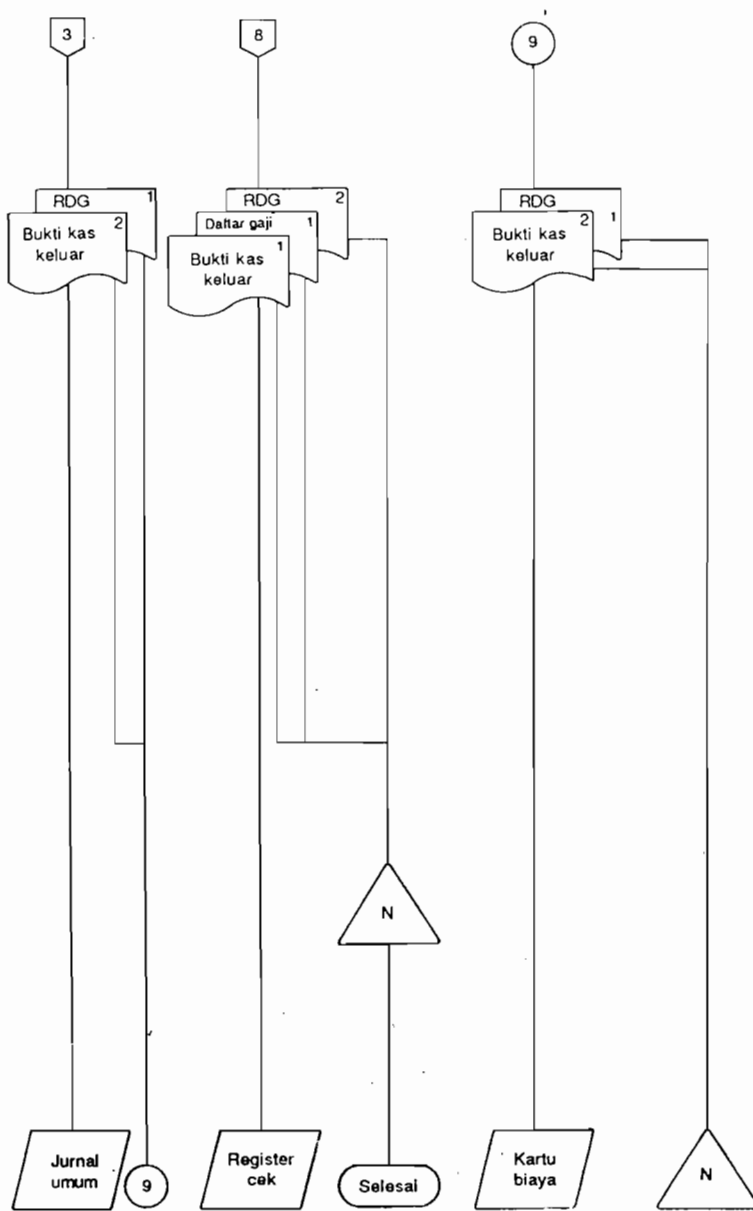 3
8
9
RDG 1
Bukti kas 2
keluar
RDG 2
Daftar gaji 1
Bukti kas 1
keluar
RDG 1
Bukti kas 2
keluar
N
Jurnal
umum
9
Register
cek
Selesai
Kartu
biaya
N